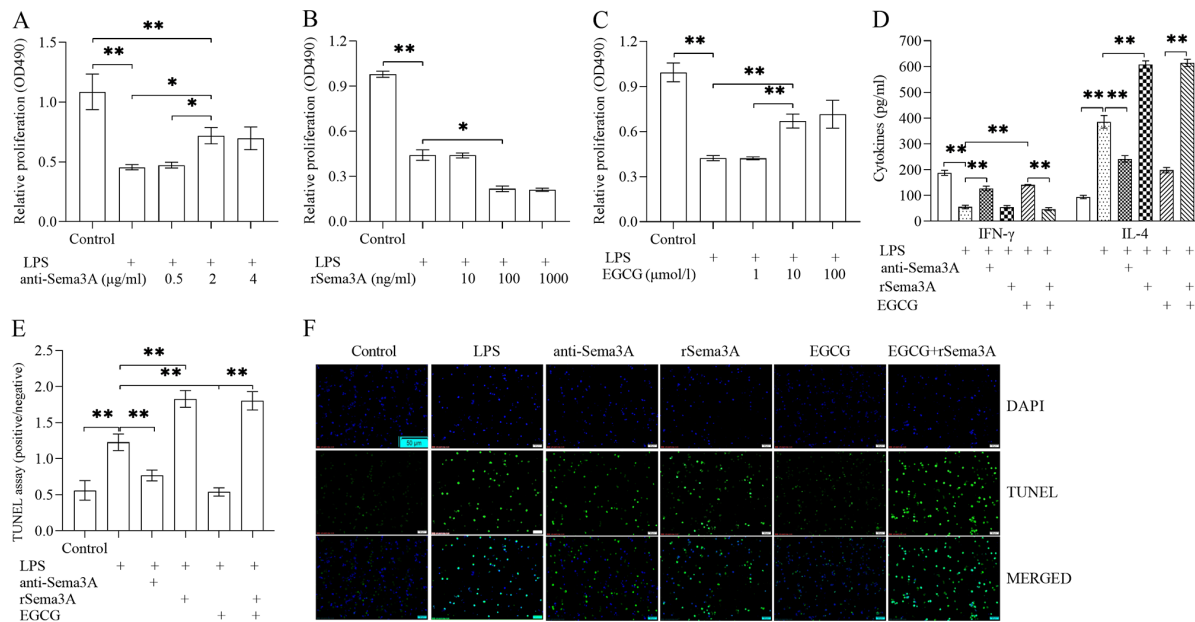 A
Relative proliferation (OD490)
1.5
1.0
0.5
0.0
**
**
*
*
Control
LPS + + + +
anti-Sema3A (μg/ml) 0.5 2 4
B
Relative proliferation (OD490)
1.2
0.9
0.6
0.3
0.0
**
*
Control
LPS + + + +
rSema3A (ng/ml) 10 100 1000
C
Relative proliferation (OD490)
1.2
0.9
0.6
0.3
0.0
**
**
**
Control
LPS + + + +
EGCG (μmol/l) 1 10 100
D
Cytokines (pg/ml)
700
600
500
400
300
200
100
0
**
**
**
**
**
**
**
**
IFN-γ IL-4
LPS + + + + + + + + + +
anti-Sema3A + +
rSema3A + + + +
EGCG + + + +
E
TUNEL assay (positive/negative)
2.5
2.0
1.5
1.0
0.5
0.0
**
**
**
**
**
Control
LPS + + + + +
anti-Sema3A +
rSema3A + +
EGCG + +
F
Control LPS anti-Sema3A rSema3A EGCG EGCG+rSema3A
DAPI
50 μm
TUNEL
MERGED